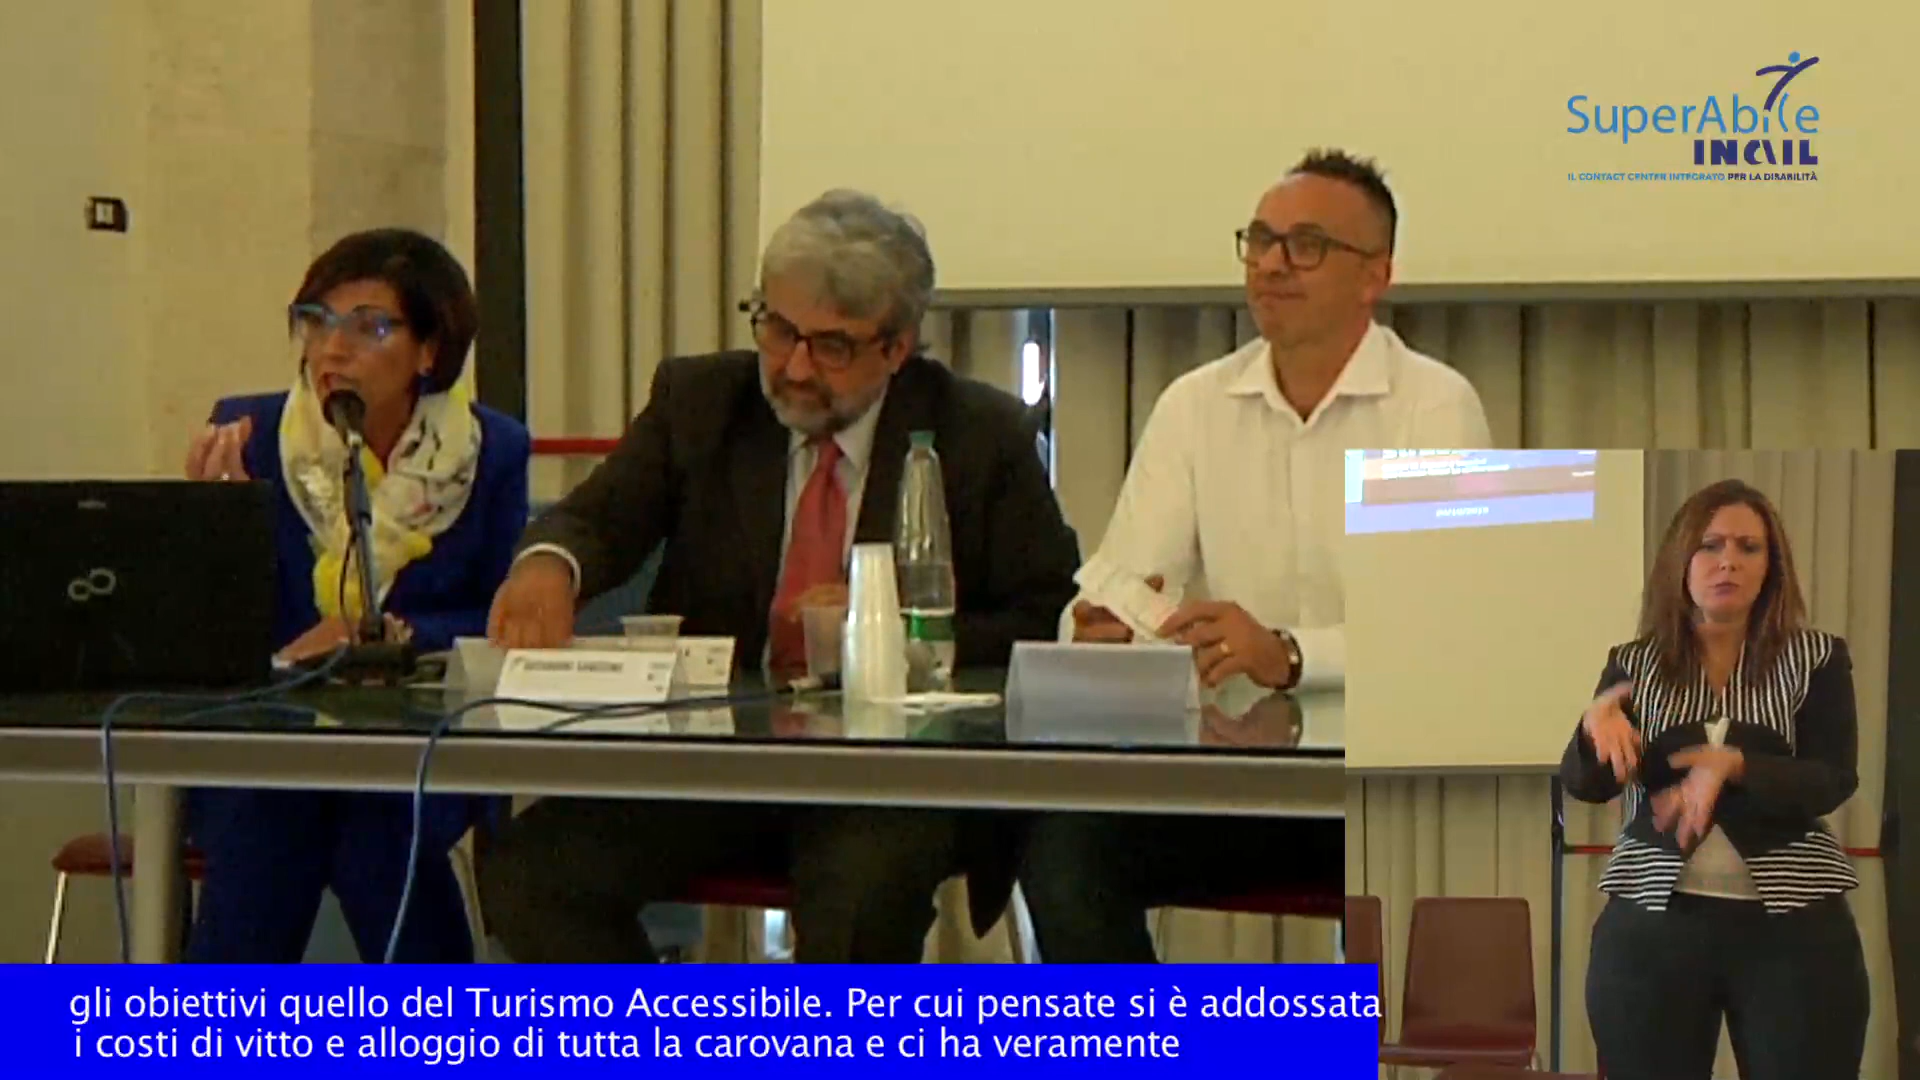 SuperAbile
INAIL
IL CONTACT CENTER INTEGRATO PER LA DISABILITÀ
gli obiettivi quello del Turismo Accessibile. Per cui pensate si è addossata
i costi di vitto e alloggio di tutta la carovana e ci ha veramente